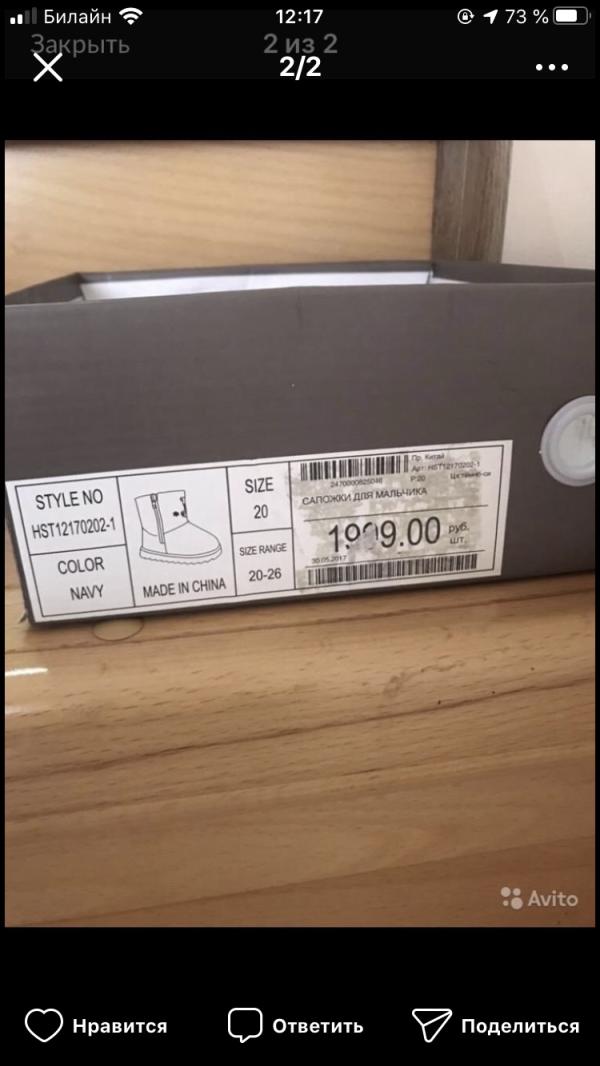 Билайн 12:17 73 %
Закрыть 2 из 2
2/2
STYLE NO
HST12170202-1
COLOR
NAVY
MADE IN CHINA
SIZE
20
SIZE RANGE
20-26
Пр. Китай
Арт. HST12170202-1
Р.20
САПОЖКИ ДЛЯ МАЛЬЧИКА
руб.
шт.
30.05.2017
Avito
Нравится Ответить Поделиться